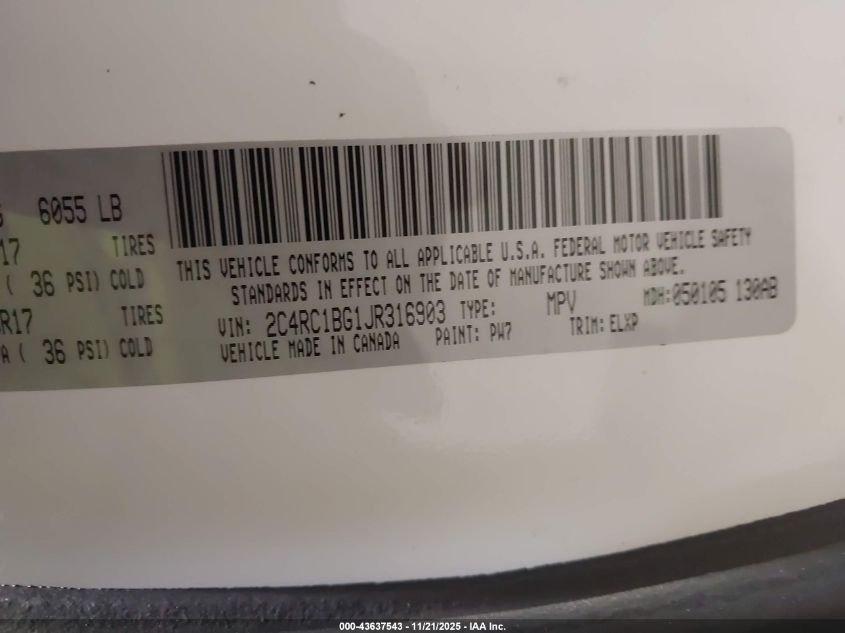 6055 LB
17 TIRES
( 36 PSI) COLD
R17 TIRES
A ( 36 PSI) COLD
THIS VEHICLE CONFORMS TO ALL APPLICABLE U.S.A. FEDERAL MOTOR VEHICLE SAFETY
STANDARDS IN EFFECT ON THE DATE OF MANUFACTURE SHOWN ABOVE.
VIN: 2C4RC1BG1JR316903 TYPE: MPV MDH:050105 130AB
VEHICLE MADE IN CANADA PAINT: PW7 TRIM: ELXP
000-43637543 - 11/21/2025 - IAA Inc.